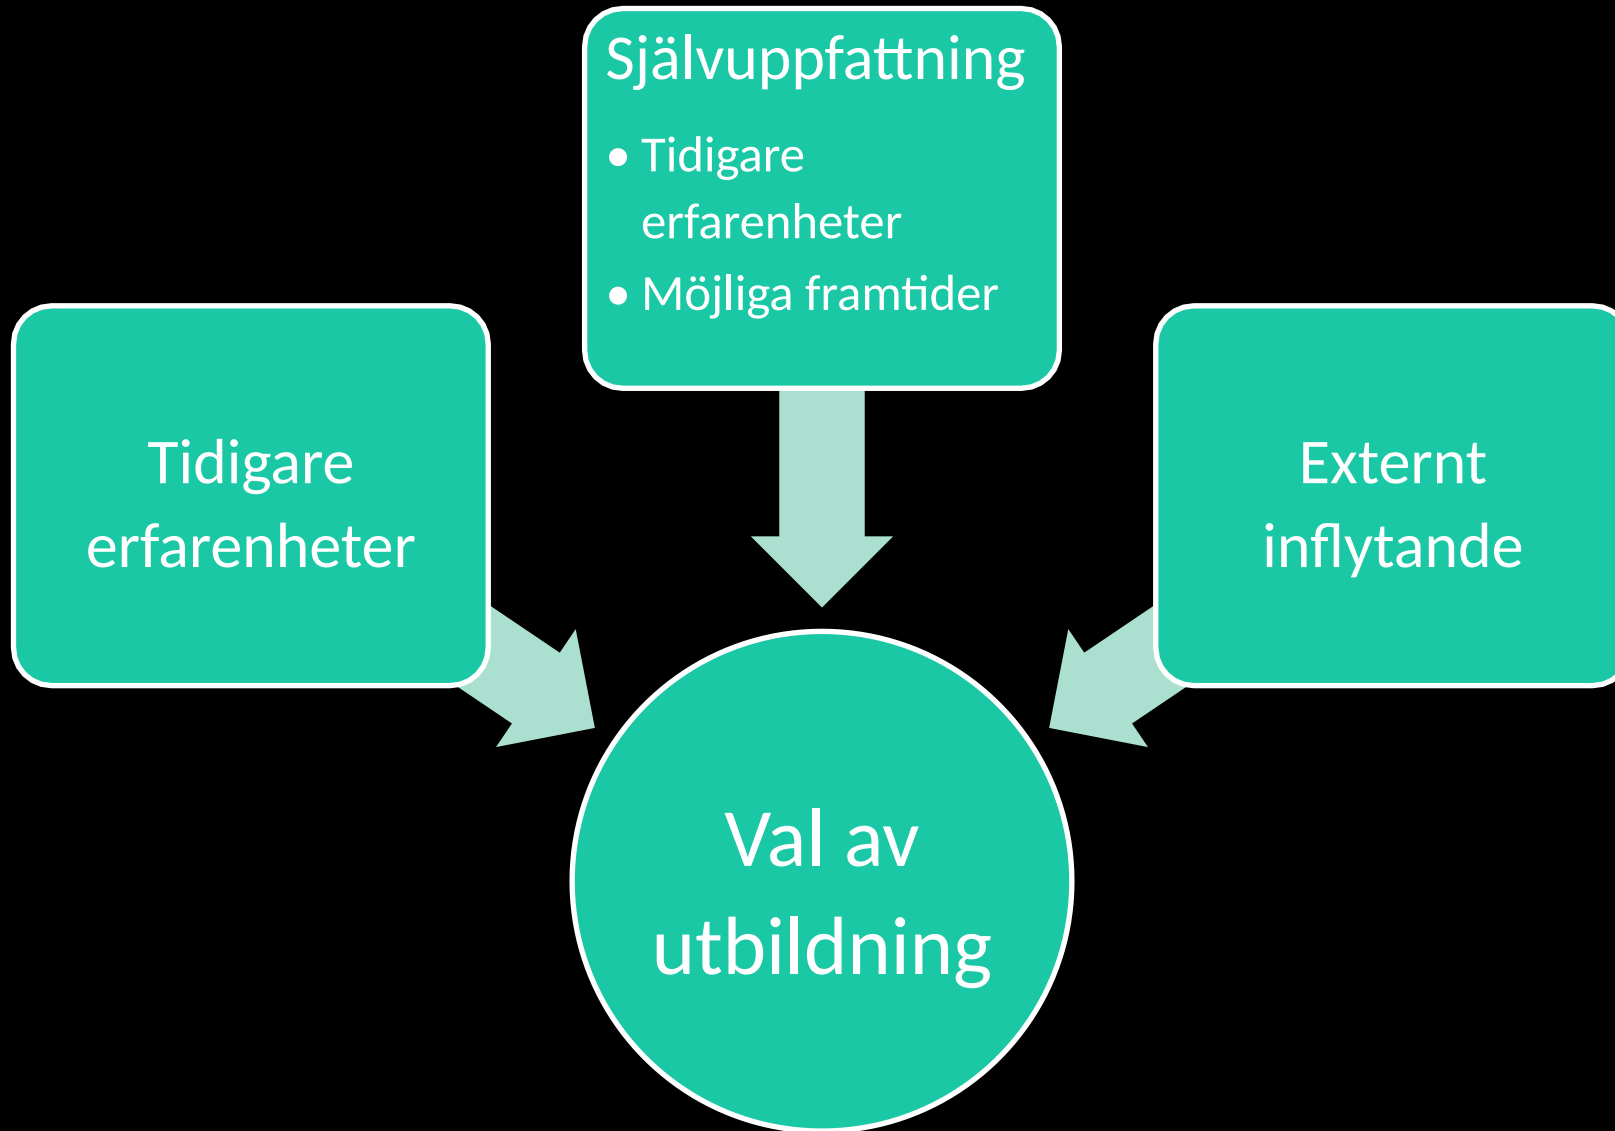 Självuppfattning
• Tidigare
erfarenheter
• Möjliga framtider
Tidigare
erfarenheter
Externt
inflytande
Val av
utbildning